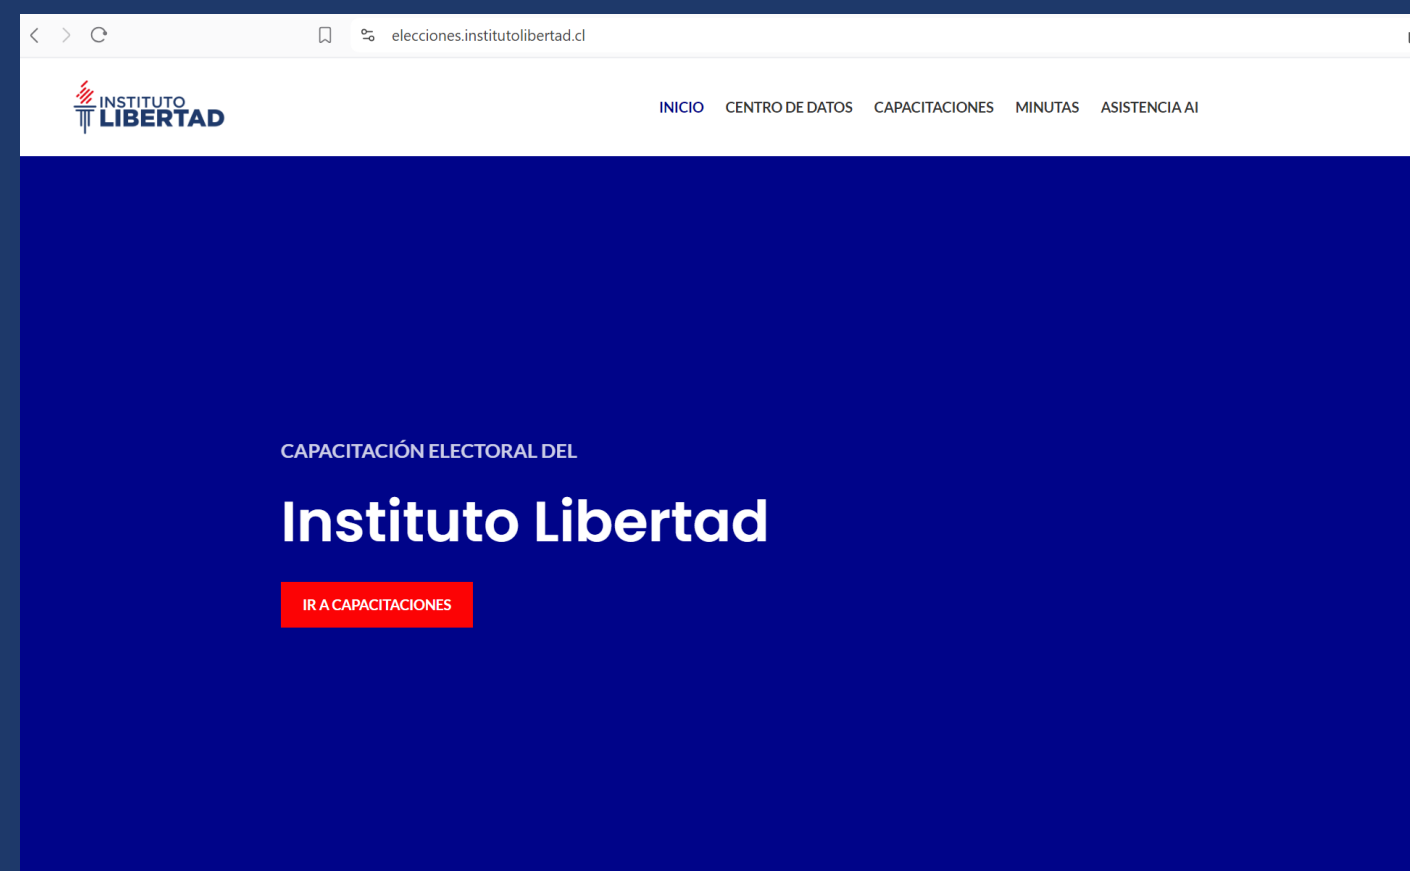 elecciones.institutolibertad.cl
INSTITUTO
LIBERTAD
INICIO CENTRO DE DATOS CAPACITACIONES MINUTAS ASISTENCIA AI
CAPACITACIÓN ELECTORAL DEL
Instituto Libertad
IR A CAPACITACIONES